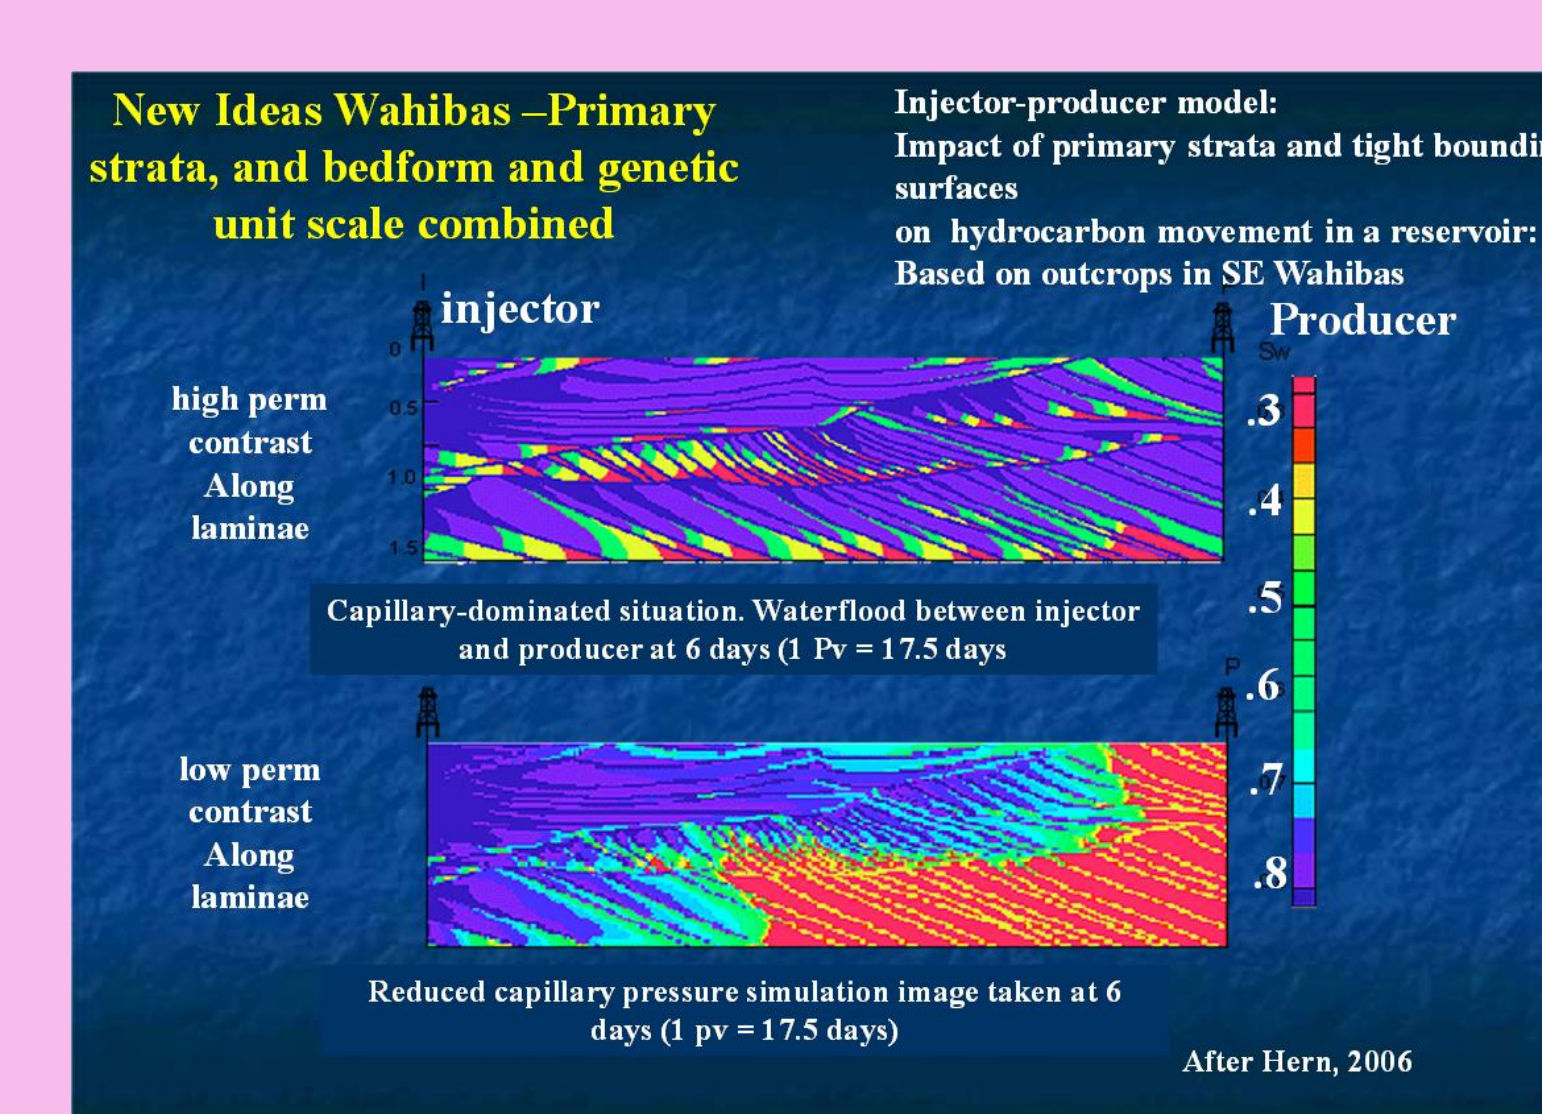 New Ideas Wahibas –Primary
strata, and bedform and genetic
unit scale combined
Injector-producer model:
Impact of primary strata and tight boundi
surfaces
on hydrocarbon movement in a reservoir:
Based on outcrops in SE Wahibas
I
injector
Producer
Sw
0
0.5
1.0
1.5
high perm
contrast
Along
laminae
.3
.4
.5
.6
.7
.8
Capillary-dominated situation. Waterflood between injector
and producer at 6 days (1 Pv = 17.5 days
P
low perm
contrast
Along
laminae
Reduced capillary pressure simulation image taken at 6
days (1 pv = 17.5 days)
After Hern, 2006